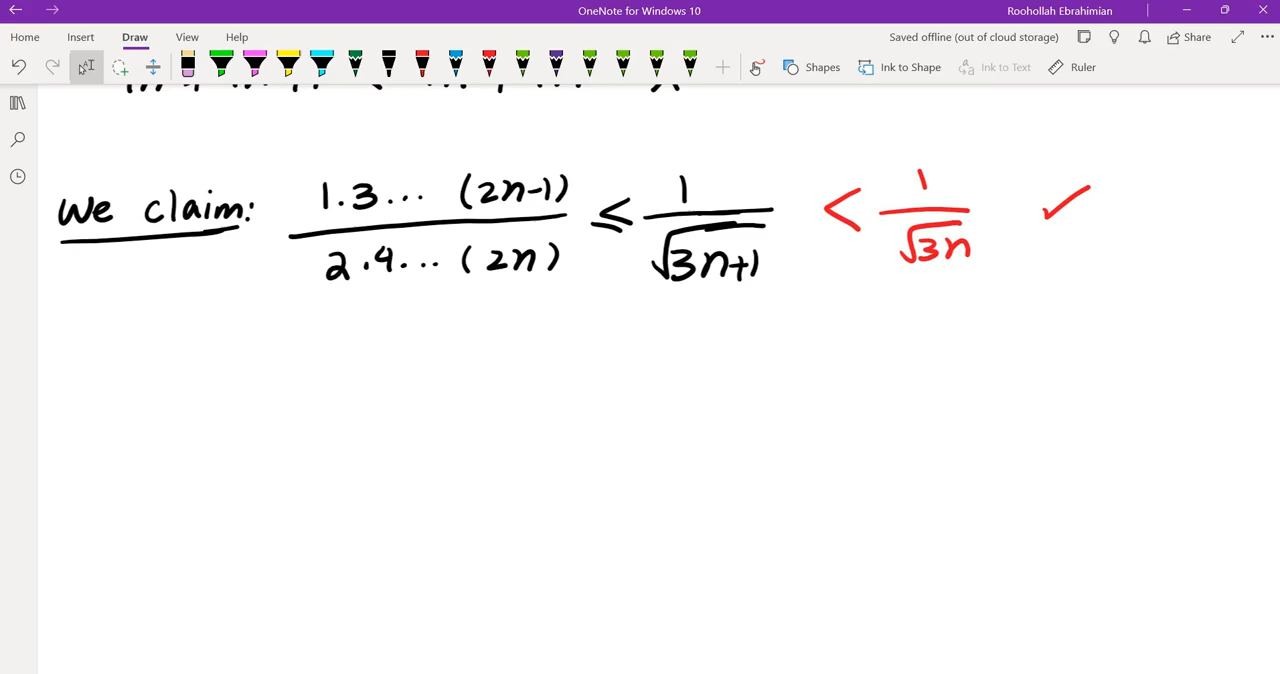 OneNote for Windows 10
Roohollah Ebrahimian
Home Insert Draw View Help
Saved offline (out of cloud storage) Share
Shapes Ink to Shape Ink to Text Ruler
We claim: 1.3... (2n-1) / 2.4... (2n) ≤ 1 / √3n+1 < 1 / √3n ✓